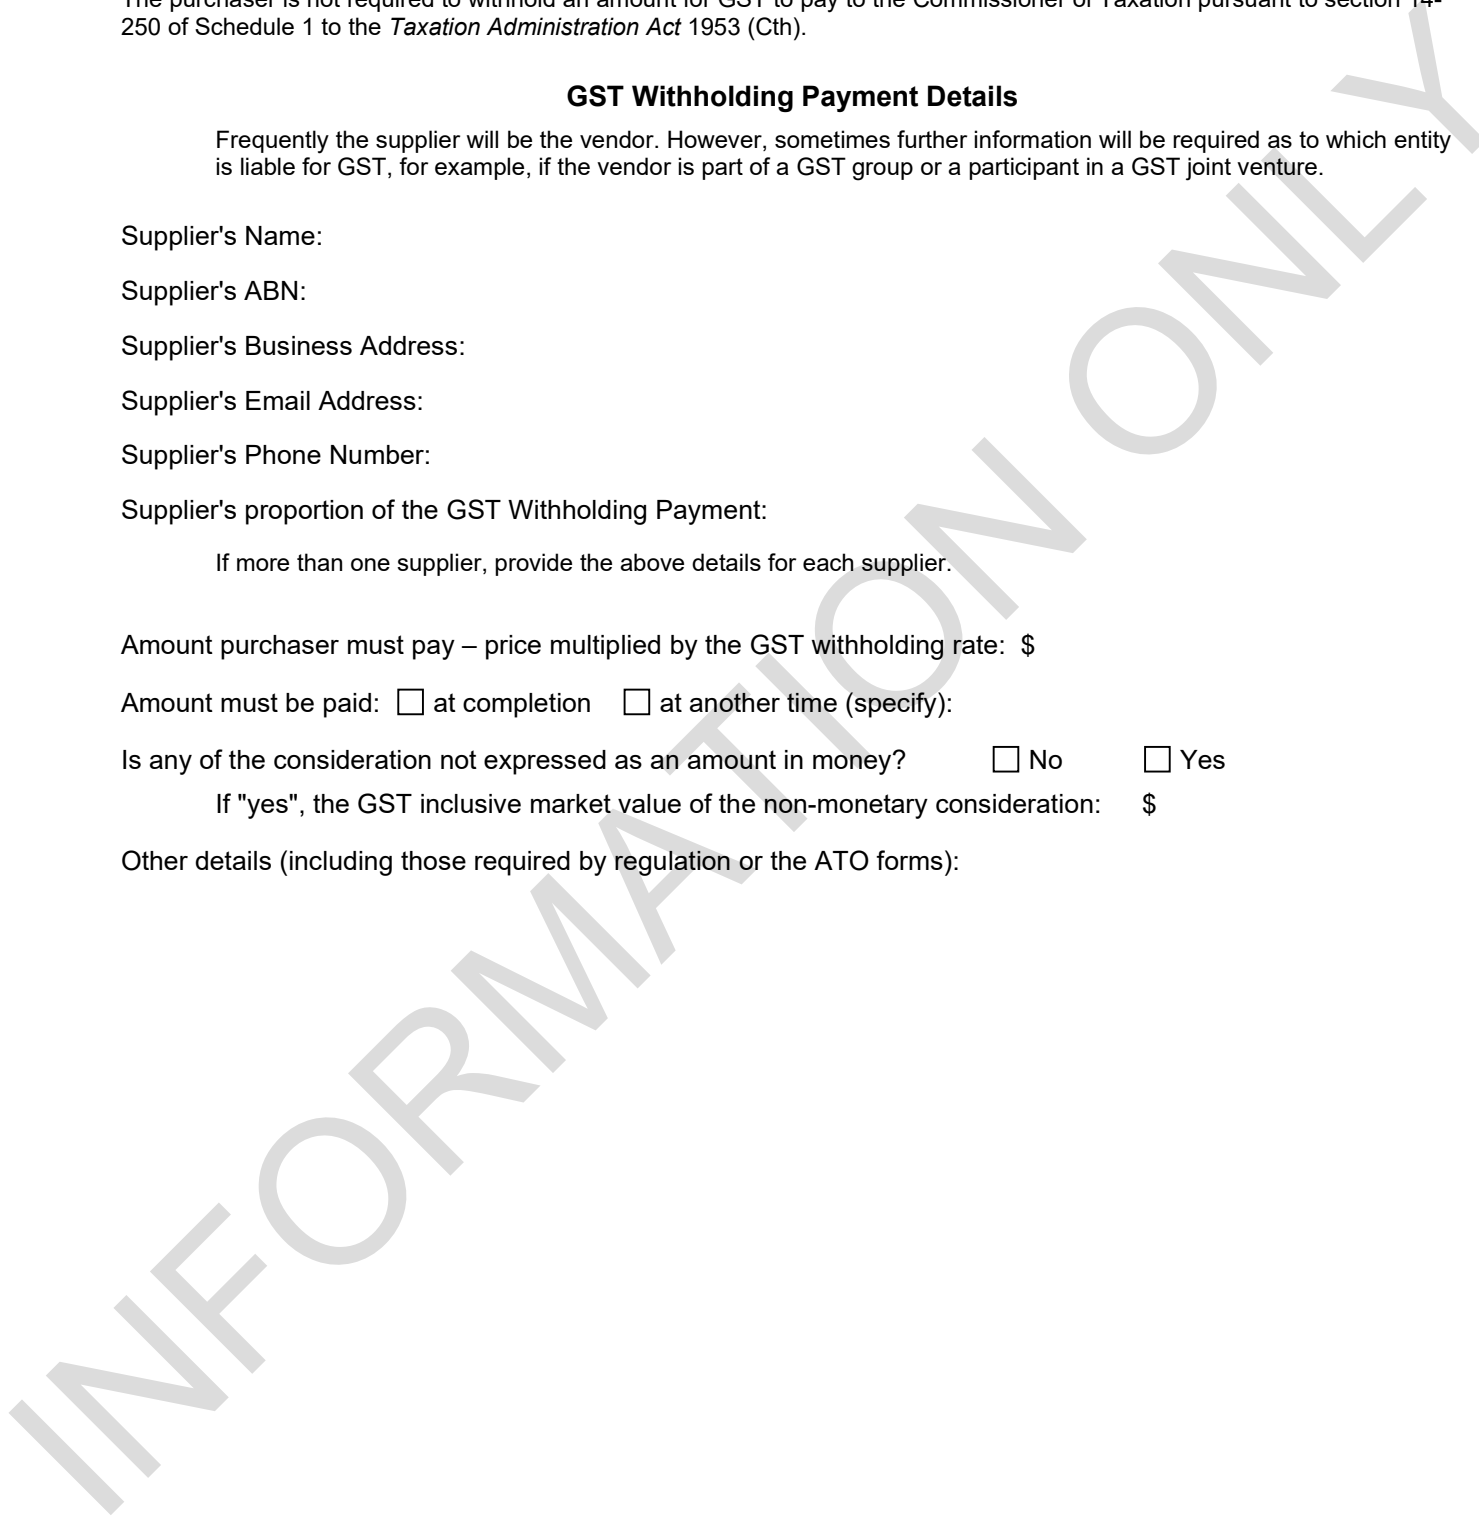 The purchaser is not required to withhold an amount for GST to pay to the Commissioner of Taxation pursuant to section 14-
250 of Schedule 1 to the Taxation Administration Act 1953 (Cth).
GST Withholding Payment Details
Frequently the supplier will be the vendor. However, sometimes further information will be required as to which entity
is liable for GST, for example, if the vendor is part of a GST group or a participant in a GST joint venture.
Supplier's Name:
Supplier's ABN:
Supplier's Business Address:
Supplier's Email Address:
Supplier's Phone Number:
Supplier's proportion of the GST Withholding Payment:
If more than one supplier, provide the above details for each supplier.
Amount purchaser must pay – price multiplied by the GST withholding rate: $
Amount must be paid: ☐ at completion ☐ at another time (specify):
Is any of the consideration not expressed as an amount in money? ☐ No ☐ Yes
If "yes", the GST inclusive market value of the non-monetary consideration: $
Other details (including those required by regulation or the ATO forms):
INFORMATION ONLY